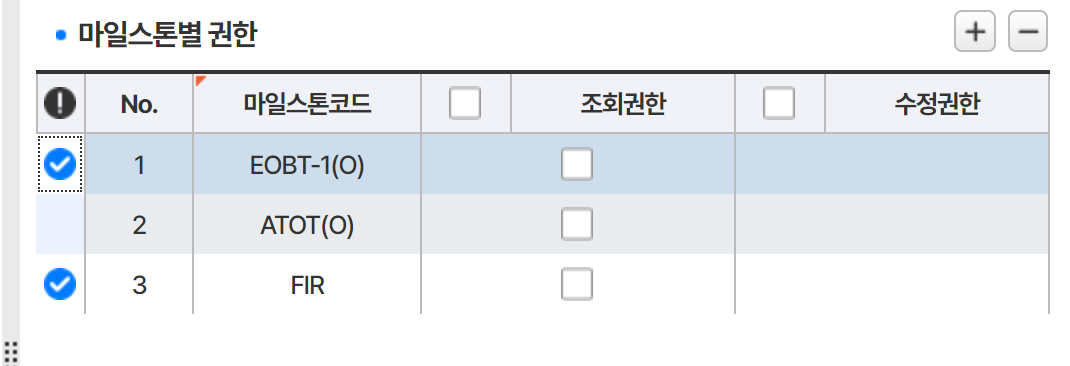 마일스톤별 권한
No. 마일스톤코드 조회권한 수정권한
1 EOBT-1(O)
2 ATOT(O)
3 FIR